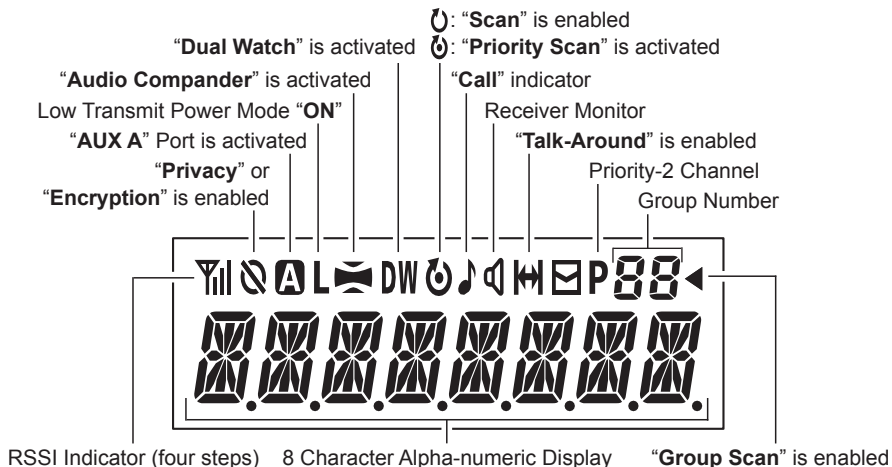 : “Scan” is enabled
“Dual Watch” is activated : “Priority Scan” is activated
“Audio Compander” is activated “Call” indicator
Low Transmit Power Mode “ON” Receiver Monitor
“AUX A” Port is activated “Talk-Around” is enabled
“Privacy” or Priority-2 Channel
“Encryption” is enabled Group Number
A L DW P 88
RSSI Indicator (four steps) 8 Character Alpha-numeric Display “Group Scan” is enabled